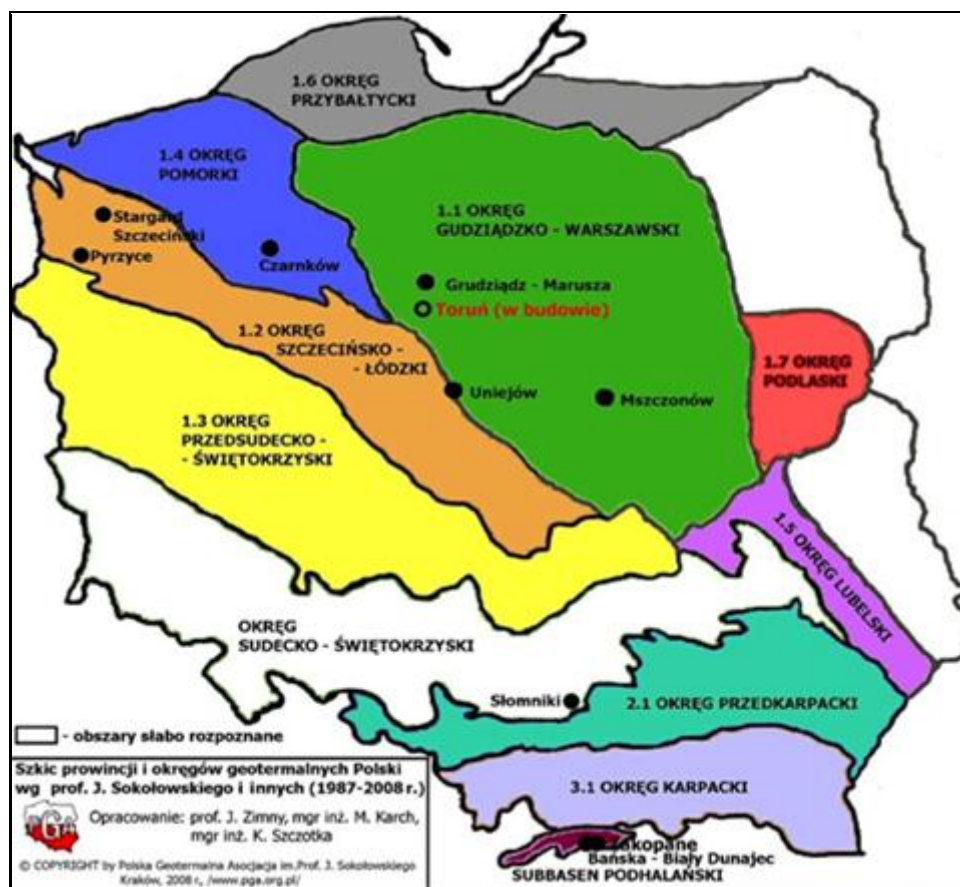 1.6 OKRĘG
PRZYBAŁTYCKI
1.4 OKRĘG
POMORKI
1.1 OKRĘG
GUDZIĄDZKO - WARSZAWSKI
Stargard
Szczeciński
Pyrzyce
Czarnków
Grudziądz - Marusza
Toruń (w budowie)
1.2 OKRĘG
SZCZECIŃSKO -
- ŁÓDZKI
1.7 OKRĘG
PODLASKI
Uniejów
Mszczonów
1.3 OKRĘG
PRZEDSUDECKO -
- ŚWIĘTOKRZYSKI
1.5 OKRĘG LUBELSKI
OKRĘG
SUDECKO - ŚWIĘTOKRZYSKI
Słomniki
2.1 OKRĘG PRZEDKARPACKI
- obszary słabo rozpoznane
3.1 OKRĘG KARPACKI
Szkic prowincji i okręgów geotermalnych Polski
wg prof. J. Sokołowskiego i innych (1987-2008 r.)
PGA
Opracowanie: prof. J. Zimny, mgr inż. M. Karch,
mgr inż. K. Szczotka
© COPYRIGHT by Polska Geotermalna Asocjacja im.Prof. J. Sokołowskiego
Kraków, 2008 r., /www.pga.org.pl/
Zakopane
Bańska - Biały Dunajec
SUBBASEN PODHALAŃSKI